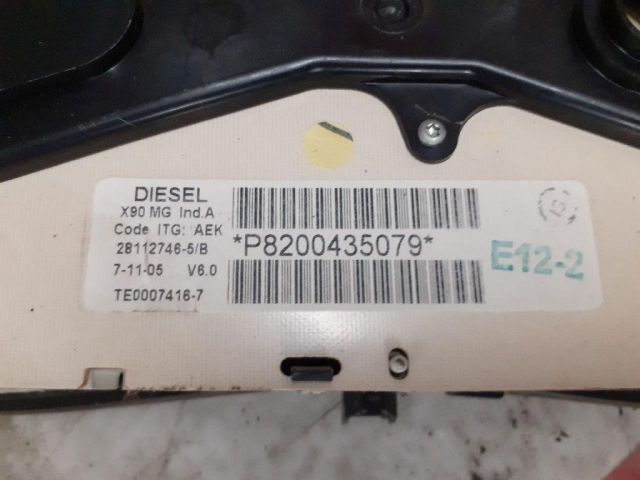 DIESEL
X90 MG Ind.A
Code ITG: AEK
28112746-5/B
7-11-05 V6.0
TE0007416-7
*P8200435079*
E12-2